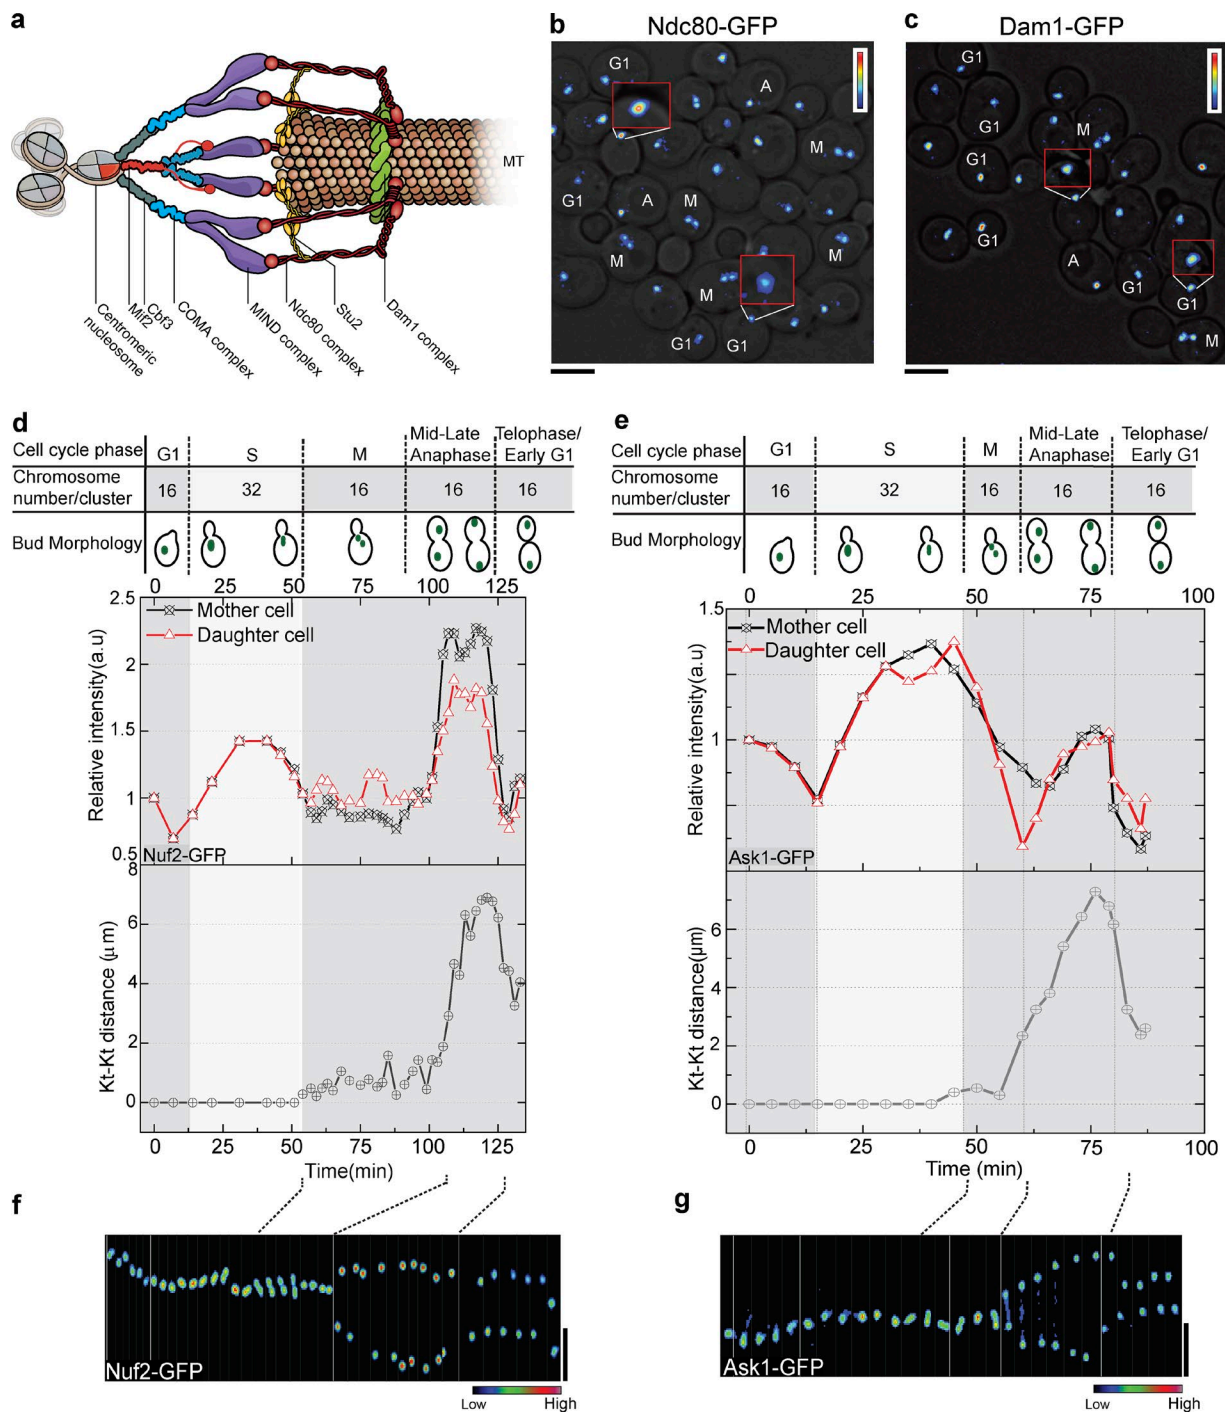 a
MT
Centromeric
nucleosome
Mif2
Cbf3
COMA complex
MIND complex
Ndc80 complex
Stu2
Dam1 complex
b
Ndc80-GFP
G1
A
M
G1
A
M
M
M
M
G1
G1
c
Dam1-GFP
G1
G1
M
G1
G1
A
G1
G1
M
d
Cell cycle phase
G1
S
M
Mid-Late
Anaphase
Telophase/
Early G1
Chromosome
number/cluster
16
32
16
16
16
Bud Morphology
0 25 50 75 100 125
2.5
2
1.5
1
0.5
Relative intensity(a.u)
Mother cell
Daughter cell
Nuf2-GFP
8
6
4
2
0
Kt-Kt distance (μm)
0 25 50 75 100 125
Time(min)
e
Cell cycle phase
G1
S
M
Mid-Late
Anaphase
Telophase/
Early G1
Chromosome
number/cluster
16
32
16
16
16
Bud Morphology
0 25 50 75 100
1.5
1
Relative intensity(a.u)
Mother cell
Daughter cell
Ask1-GFP
6
4
2
0
Kt-Kt distance(μm)
0 25 50 75 100
Time (min)
f
Nuf2-GFP
Low High
g
Ask1-GFP
Low High